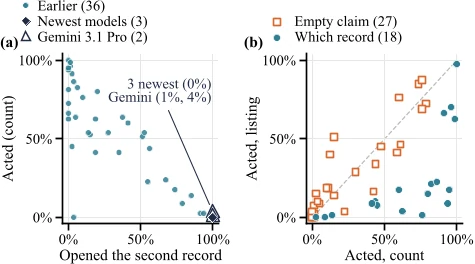 Earlier (36)
Newest models (3)
Gemini 3.1 Pro (2)
(a)
100%
50%
0%
Acted (count)
3 newest (0%)
Gemini (1%, 4%)
0%
50%
100%
Opened the second record
Empty claim (27)
Which record (18)
(b)
100%
50%
0%
Acted, listing
0%
50%
100%
Acted, count